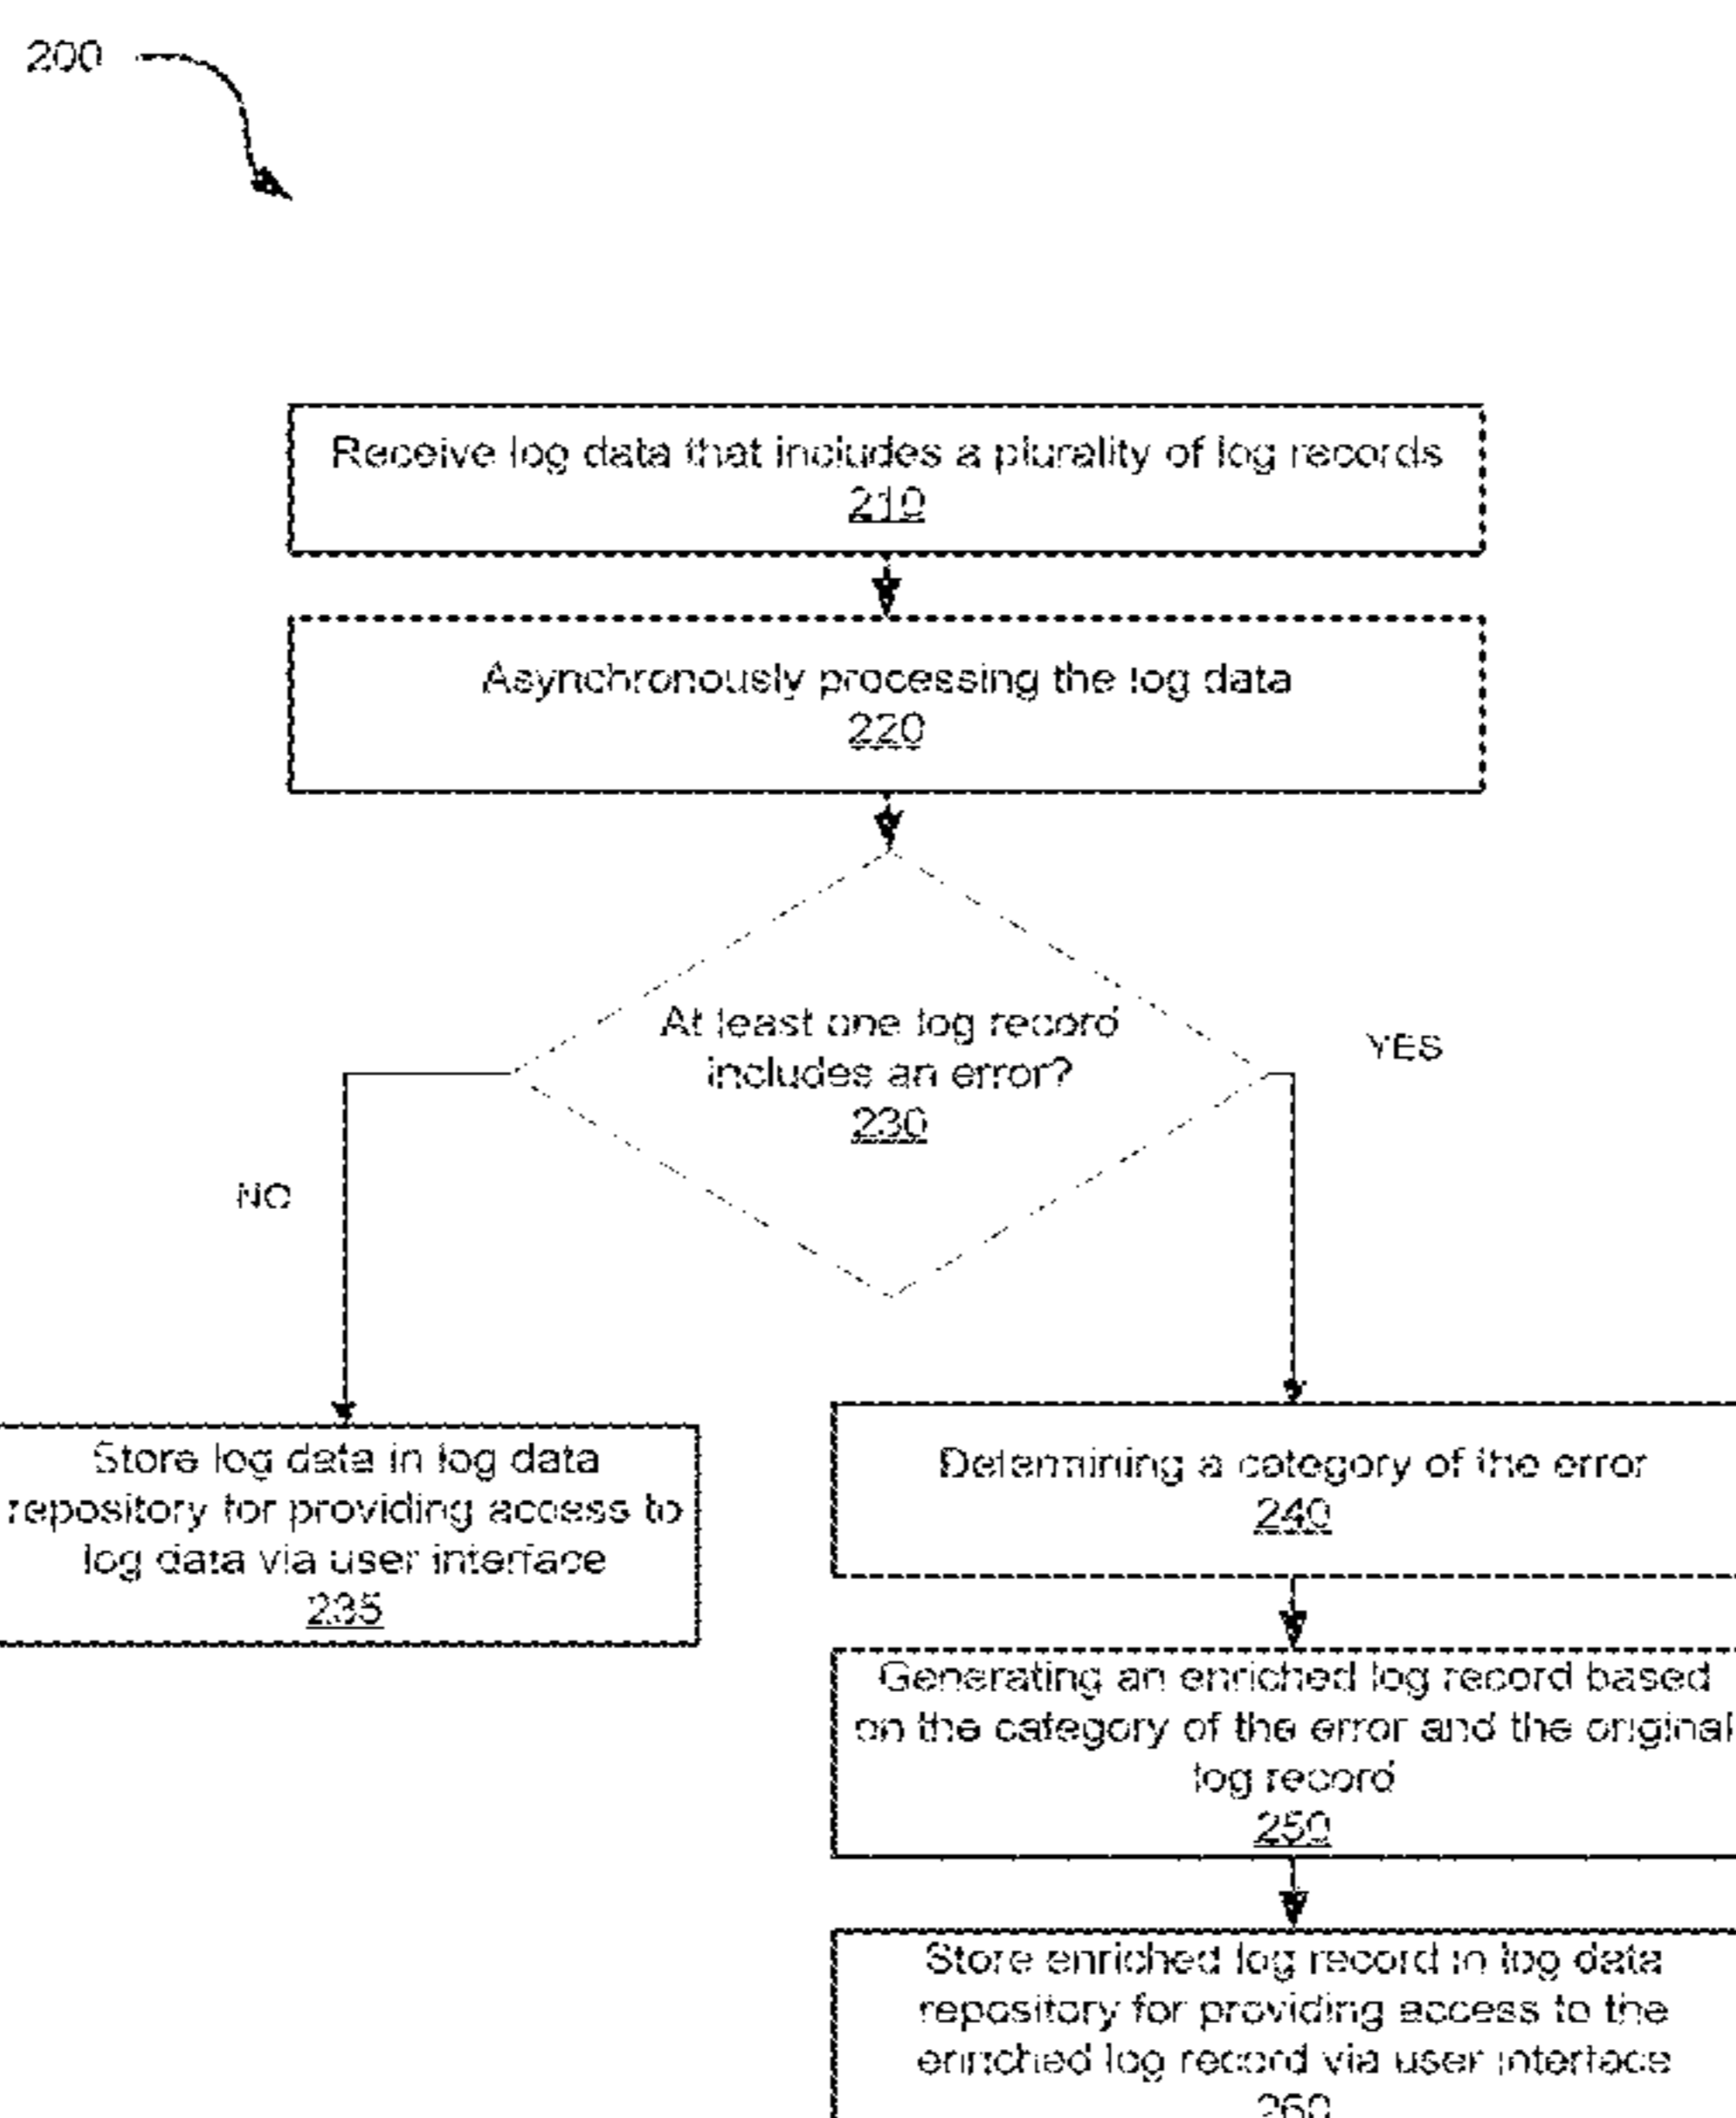 200
Receive log data that includes a plurality of log records
210
Asynchronously processing the log data
220
At least one log record
includes an error?
230
YES
NO
Store log data in log data
repository for providing access to
log data via user interface
235
Determining a category of the error
240
Generating an enriched log record based
on the category of the error and the original
log record
250
Store enriched log record in log data
repository for providing access to the
enriched log record via user interface
260